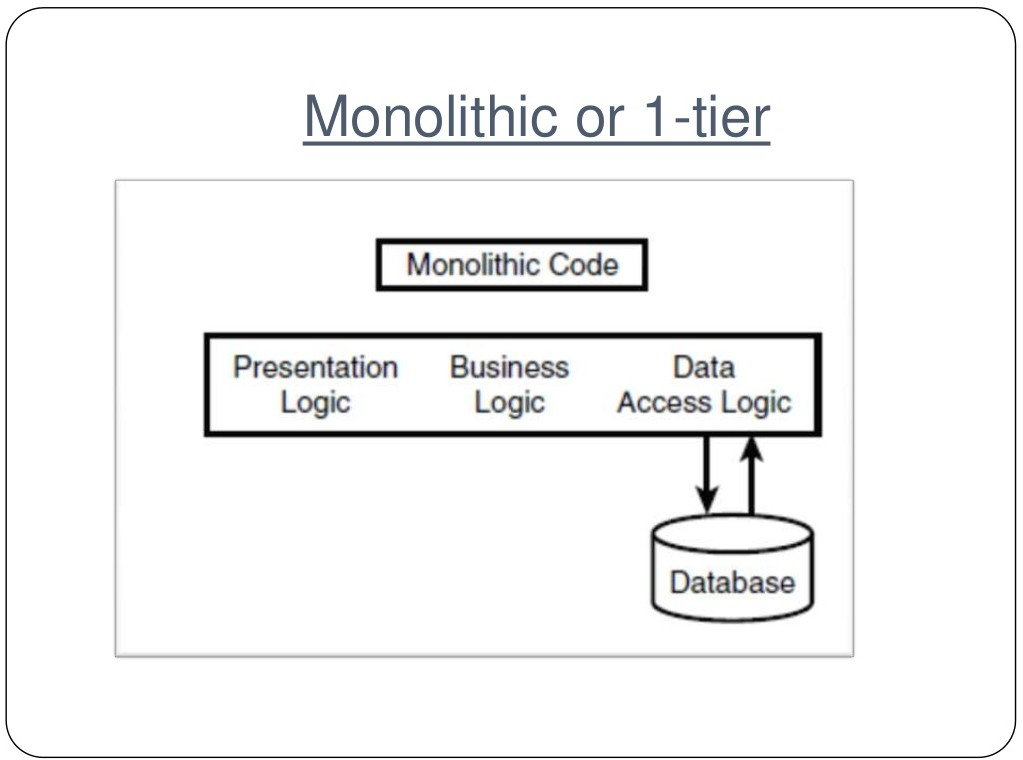 Monolithic or 1-tier
Monolithic Code
Presentation
Logic
Business
Logic
Data
Access Logic
Database